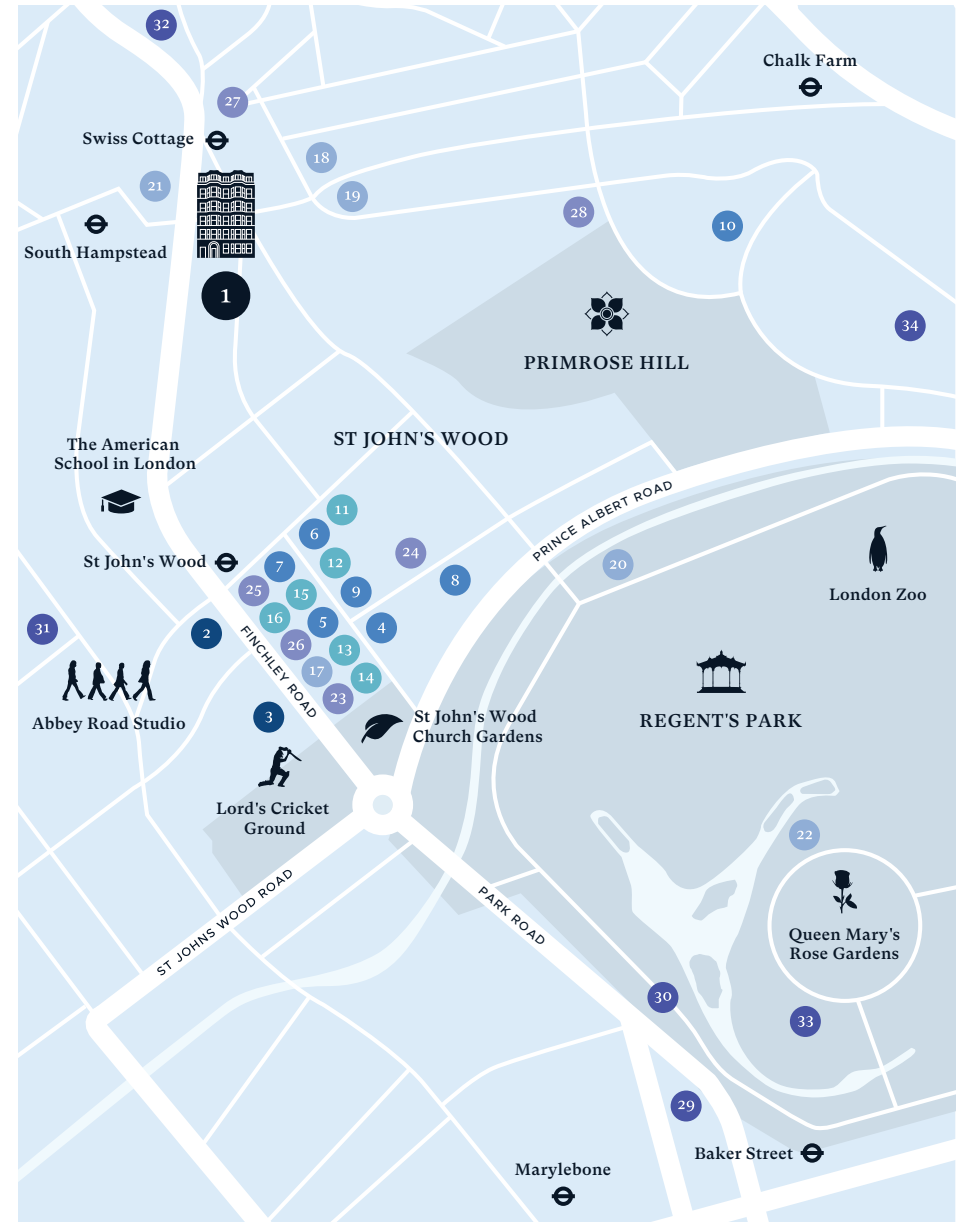 32
Chalk Farm
27
Swiss Cottage
18
21
19
28
10
South Hampstead
1
34
PRIMROSE HILL
ST JOHN'S WOOD
The American
School in London
PRINCE ALBERT ROAD
11
6
24
12
St John's Wood
7
20
8
25
15
9
London Zoo
16
5
4
31
2
26
13
FINCHLEY ROAD
17
14
23
3
Abbey Road Studio
St John's Wood
Church Gardens
REGENT'S PARK
Lord's Cricket
Ground
22
ST JOHNS WOOD ROAD
PARK ROAD
Queen Mary's
Rose Gardens
30
33
29
Baker Street
Marylebone